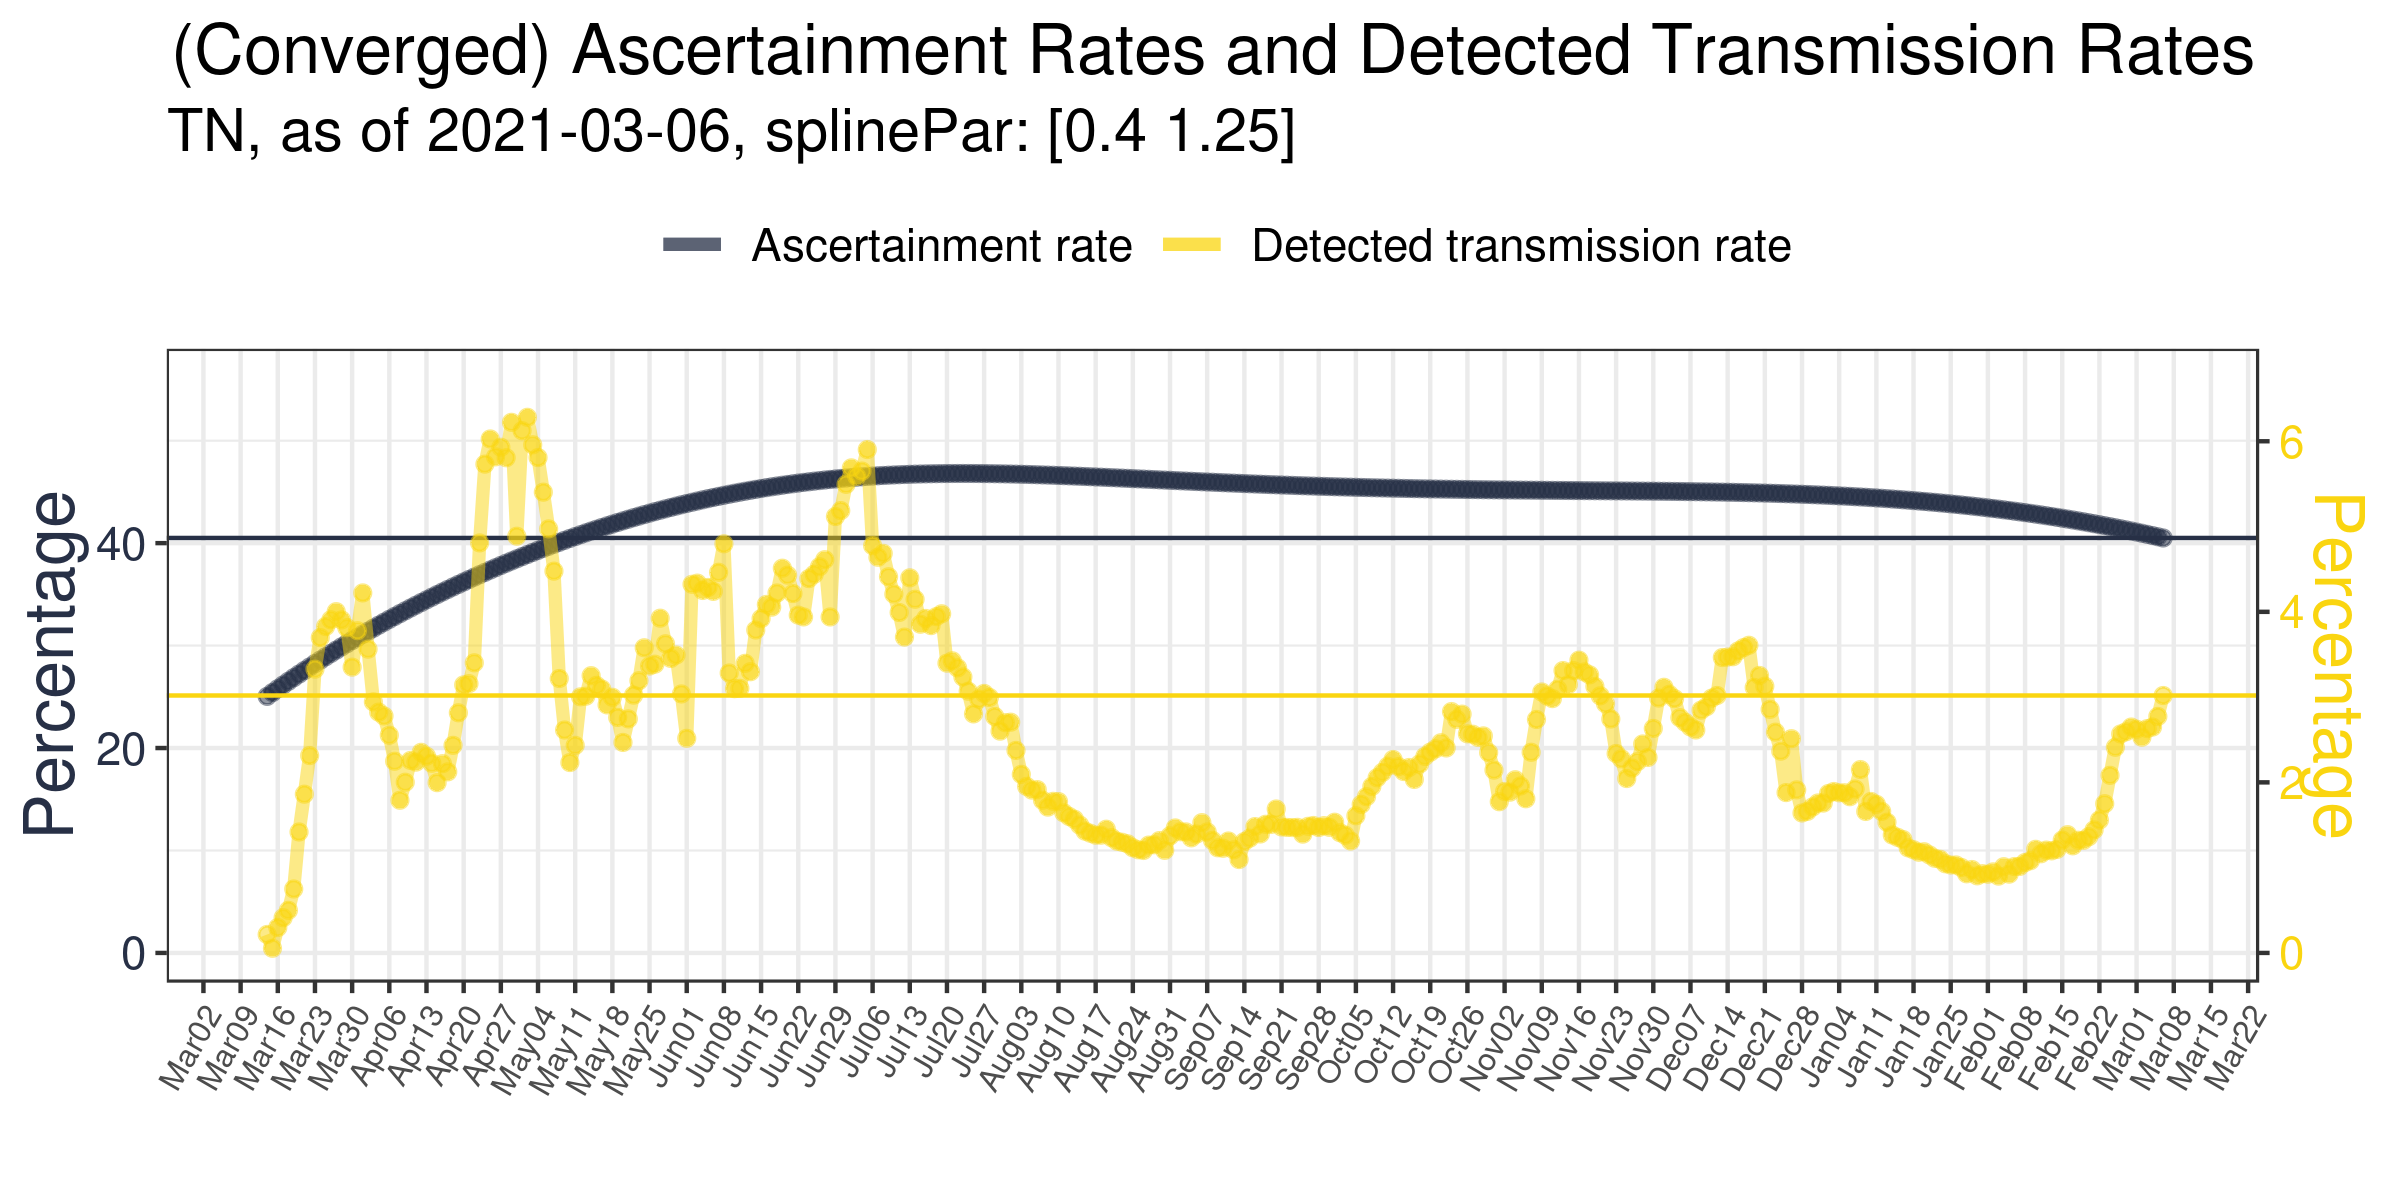 (Converged) Ascertainment Rates and Detected Transmission Rates
TN, as of 2021-03-06, splinePar: [0.4 1.25]
Ascertainment rate Detected transmission rate
Percentage
40
20
0
6
4
2
0
Percentage
Mar02 Mar09 Mar16 Mar23 Mar30 Apr06 Apr13 Apr20 Apr27 May04 May11 May18 May25 Jun01 Jun08 Jun15 Jun22 Jun29 Jul06 Jul13 Jul20 Jul27 Aug03 Aug10 Aug17 Aug24 Aug31 Sep07 Sep14 Sep21 Sep28 Oct05 Oct12 Oct19 Oct26 Nov02 Nov09 Nov16 Nov23 Nov30 Dec07 Dec14 Dec21 Dec28 Jan04 Jan11 Jan18 Jan25 Feb01 Feb08 Feb15 Feb22 Mar01 Mar08 Mar15 Mar22